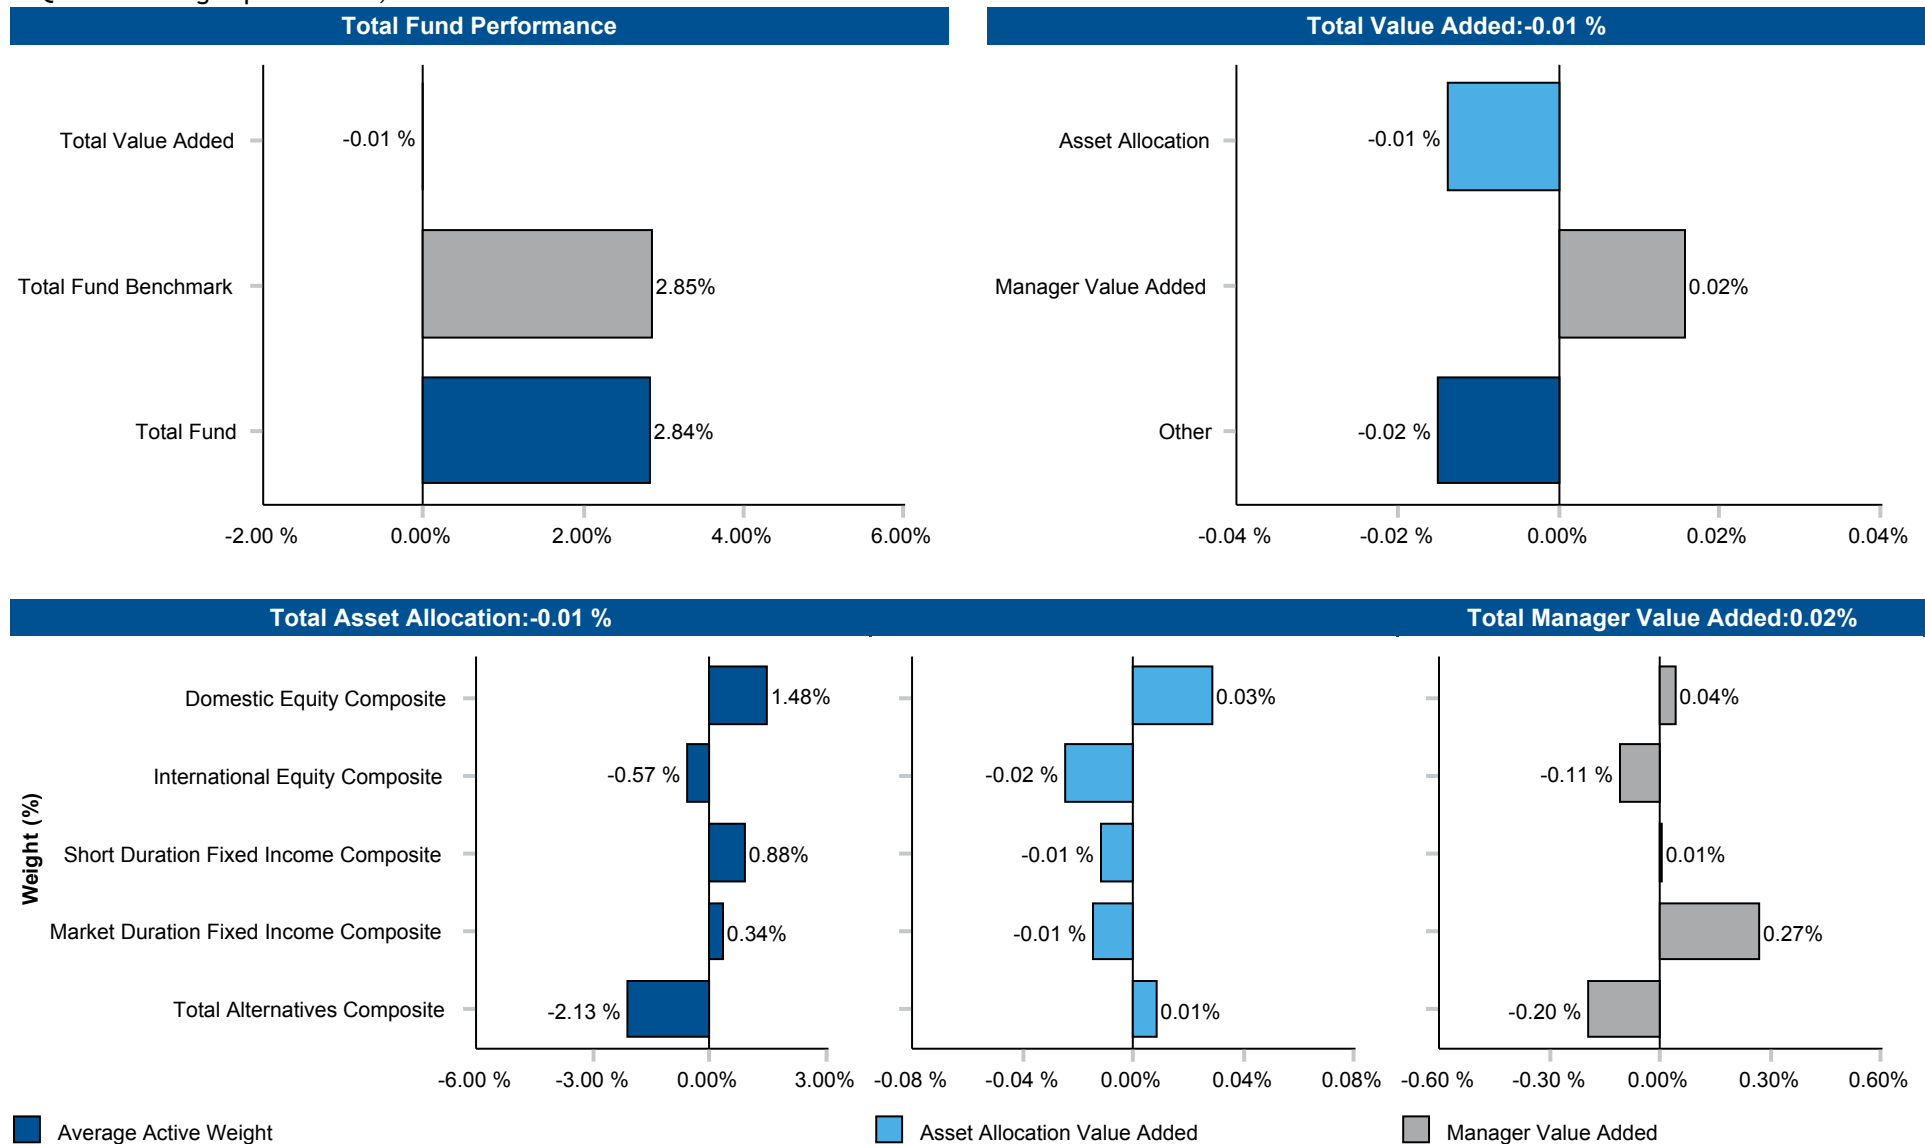 Total Fund Performance
Total Value Added
-0.01 %
Total Fund Benchmark
2.85%
Total Fund
2.84%
-2.00 % 0.00% 2.00% 4.00% 6.00%
Total Value Added:-0.01 %
Asset Allocation
-0.01 %
Manager Value Added
0.02%
Other
-0.02 %
-0.04 % -0.02 % 0.00% 0.02% 0.04%
Total Asset Allocation:-0.01 % Total Manager Value Added:0.02%
Weight (%)
Domestic Equity Composite 1.48% 0.03% 0.04%
International Equity Composite -0.57 % -0.02 % -0.11 %
Short Duration Fixed Income Composite 0.88% -0.01 % 0.01%
Market Duration Fixed Income Composite 0.34% -0.01 % 0.27%
Total Alternatives Composite -2.13 % 0.01% -0.20 %
-6.00 % -3.00 % 0.00% 3.00% -0.08 % -0.04 % 0.00% 0.04% 0.08% -0.60 % -0.30 % 0.00% 0.30% 0.60%
Average Active Weight Asset Allocation Value Added Manager Value Added